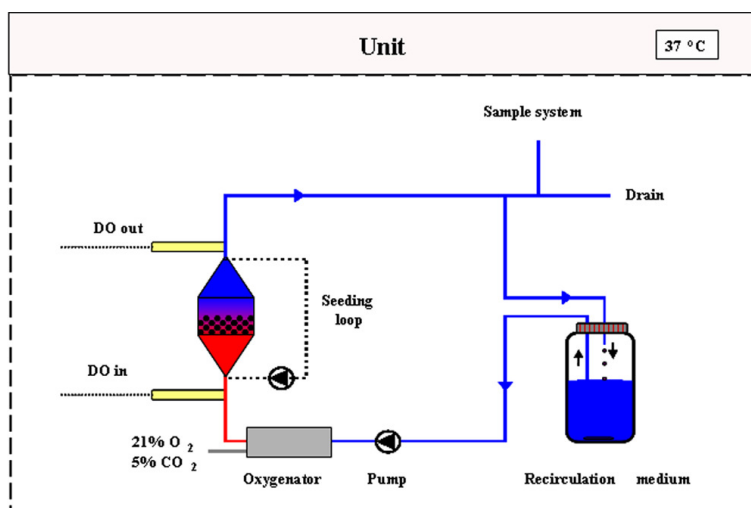 Unit
37 °C
Sample system
Drain
DO out
Seeding
loop
DO in
21% O 2
5% CO 2
Oxygenator
Pump
Recirculation medium